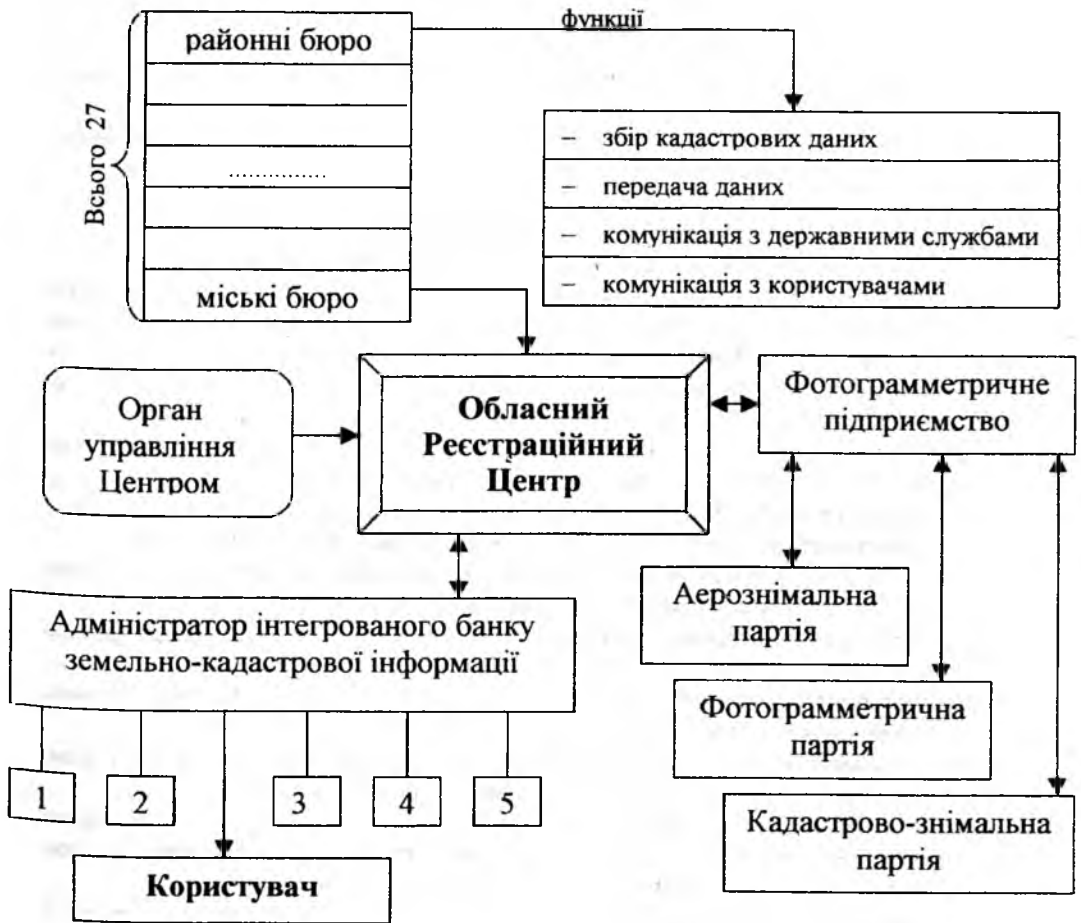 функції
районні бюро
Всього 27
..............
міські бюро
– збір кадастрових даних
– передача даних
– комунікація з державними службами
– комунікація з користувачами
Орган
управління
Центром
Обласний
Реєстраційний
Центр
Фотограмметричне
підприємство
Аерознімальна
партія
Фотограмметрична
партія
Кадастрово-знімальна
партія
Адміністратор інтегрованого банку
земельно-кадастрової інформації
1 2 3 4 5
Користувач